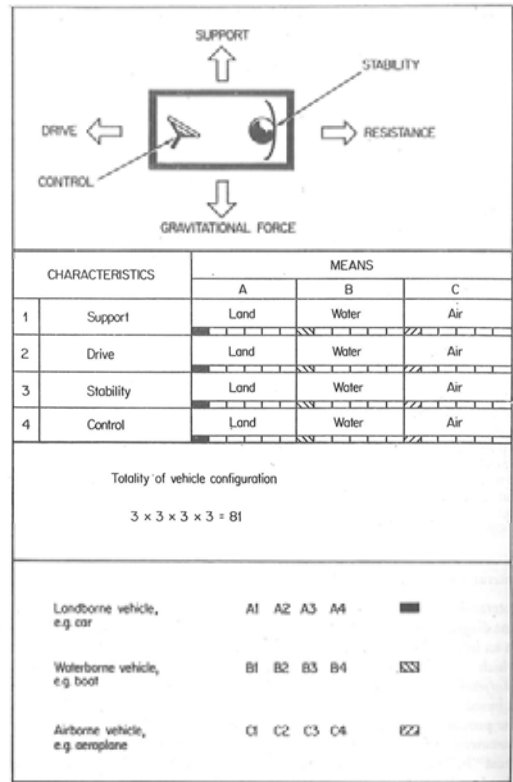 SUPPORT
STABILITY
DRIVE
RESISTANCE
CONTROL
GRAVITATIONAL FORCE
CHARACTERISTICS MEANS
A B C
1 Support Land Water Air
2 Drive Land Water Air
3 Stability Land Water Air
4 Control Land Water Air
Totality of vehicle configuration
3 × 3 × 3 × 3 = 81
Landborne vehicle, A1 A2 A3 A4
e.g. car
Waterborne vehicle, B1 B2 B3 B4
e.g. boat
Airborne vehicle, C1 C2 C3 C4
e.g. aeroplane